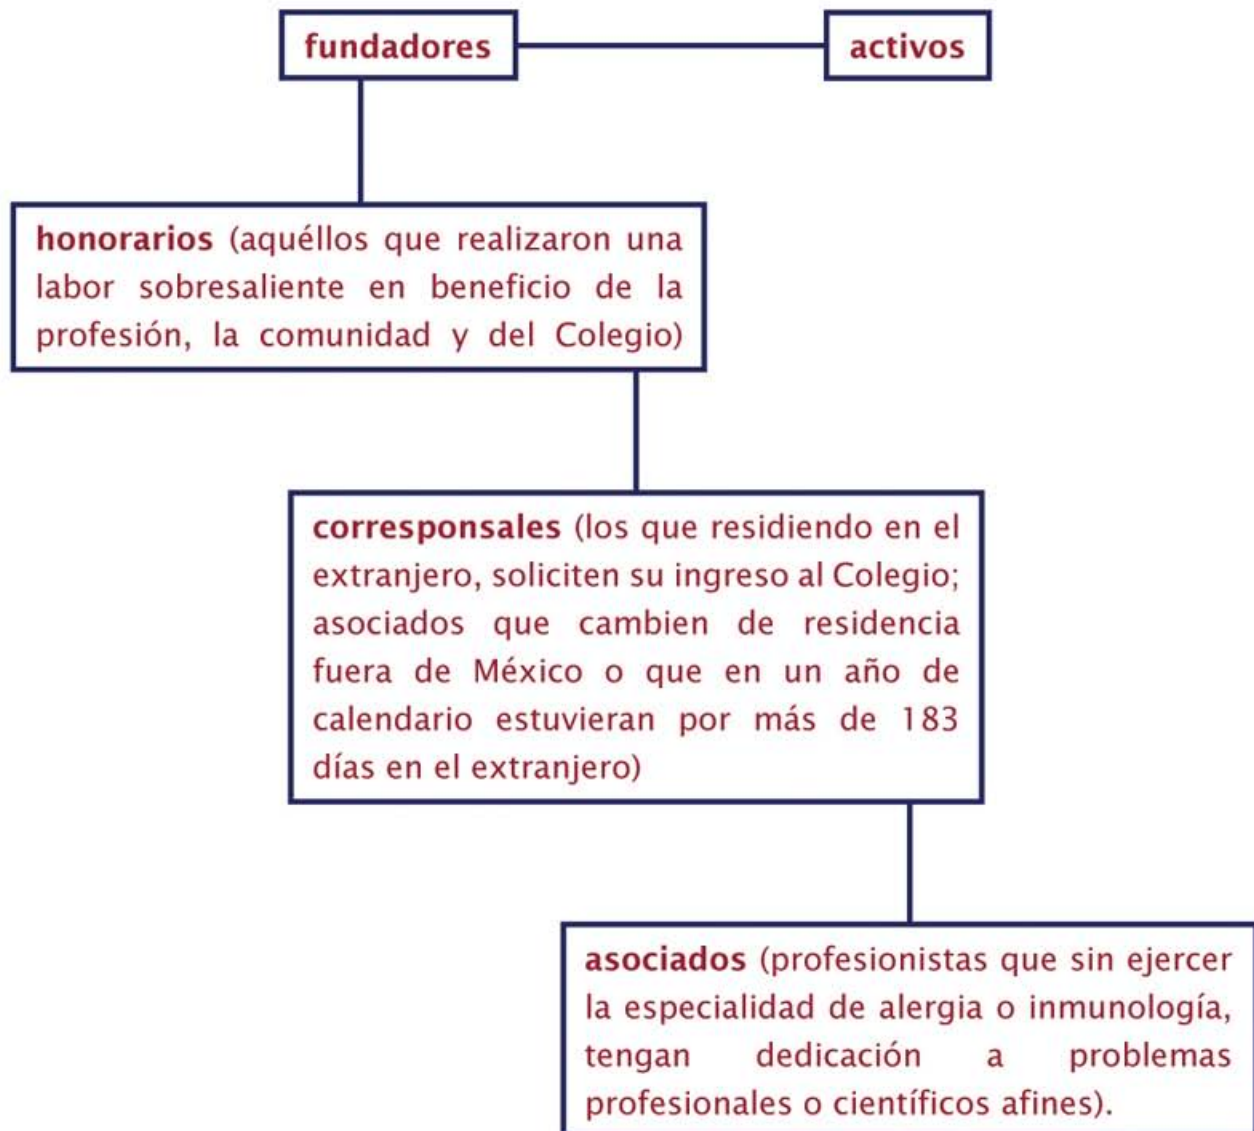 fundadores
activos
honorarios (aquéllos que realizaron una
labor sobresaliente en beneficio de la
profesión, la comunidad y del Colegio)
corresponsales (los que residiendo en el
extranjero, soliciten su ingreso al Colegio;
asociados que cambien de residencia
fuera de México o que en un año de
calendario estuvieran por más de 183
días en el extranjero)
asociados (profesionistas que sin ejercer
la especialidad de alergia o inmunología,
tengan dedicación a problemas
profesionales o científicos afines).